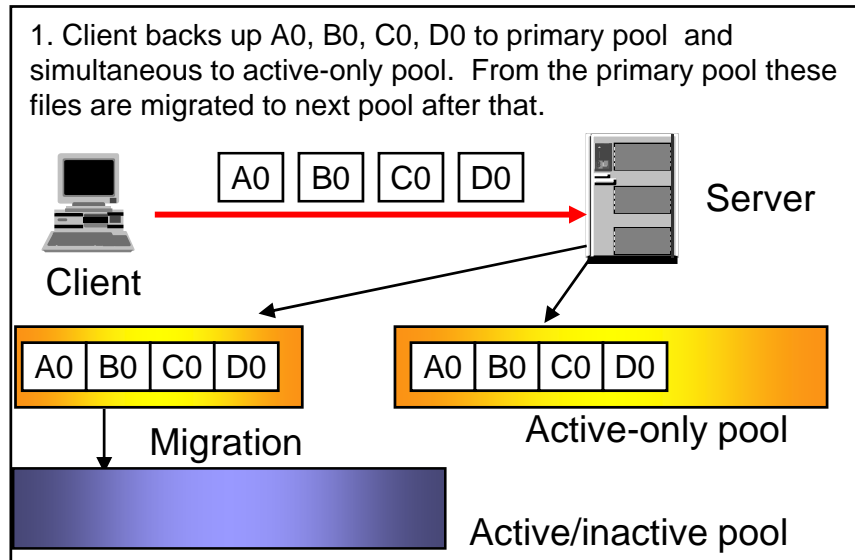 1. Client backs up A0, B0, C0, D0 to primary pool and
simultaneous to active-only pool. From the primary pool these
files are migrated to next pool after that.
A0 B0 C0 D0
Server
Client
A0 B0 C0 D0
A0 B0 C0 D0
Migration
Active-only pool
Active/inactive pool